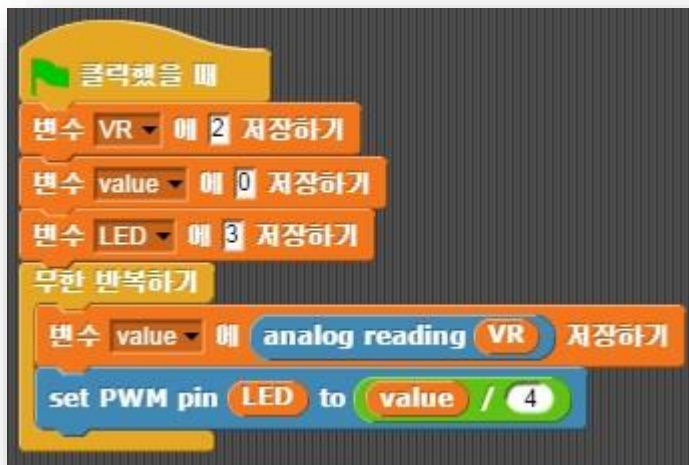 클릭했을 때
변수 VR 에 2 저장하기
변수 value 에 0 저장하기
변수 LED 에 3 저장하기
무한 반복하기
변수 value 에 analog reading VR 저장하기
set PWM pin LED to value / 4